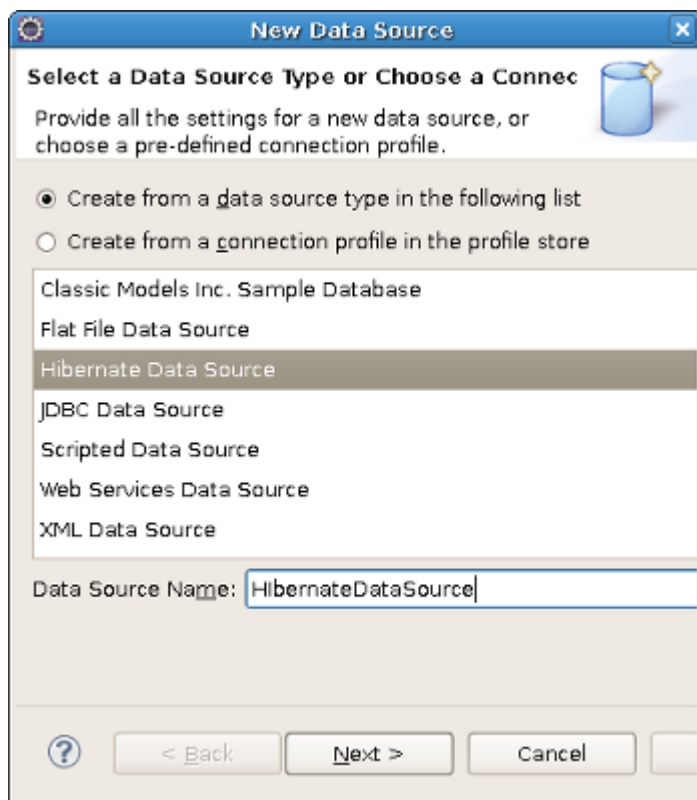 New Data Source
Select a Data Source Type or Choose a Connec
Provide all the settings for a new data source, or
choose a pre-defined connection profile.
Create from a data source type in the following list
Create from a connection profile in the profile store
Classic Models Inc. Sample Database
Flat File Data Source
Hibernate Data Source
JDBC Data Source
Scripted Data Source
Web Services Data Source
XML Data Source
Data Source Name: HIbernateDataSource
? < Back Next > Cancel